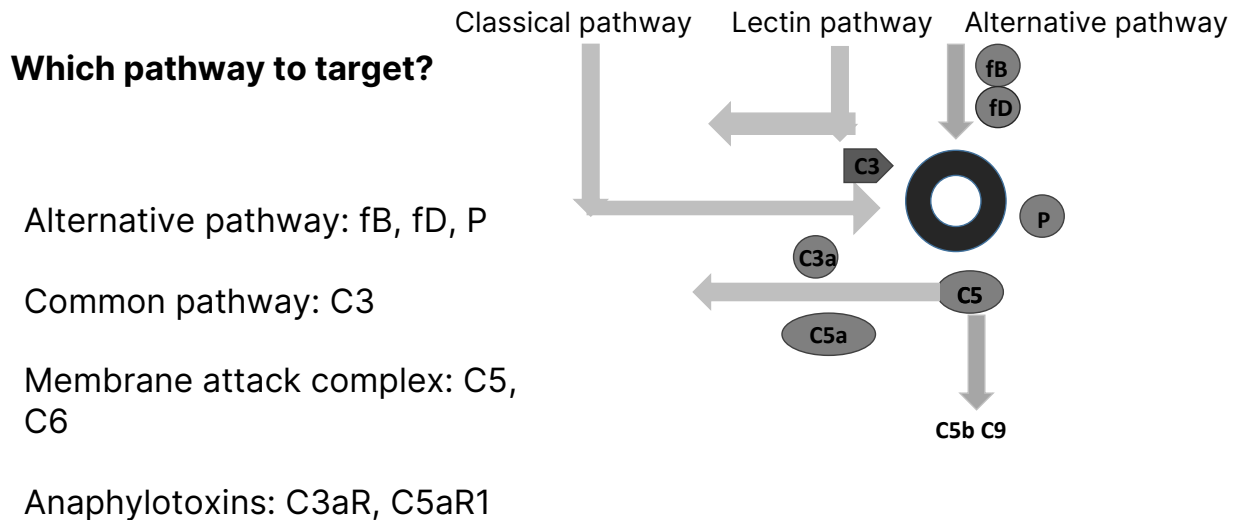 Classical pathway
Lectin pathway
Alternative pathway
Which pathway to target?
fB
fD
C3
Alternative pathway: fB, fD, P
P
C3a
Common pathway: C3
C5
C5a
Membrane attack complex: C5,
C6
C5b C9
Anaphylotoxins: C3aR, C5aR1